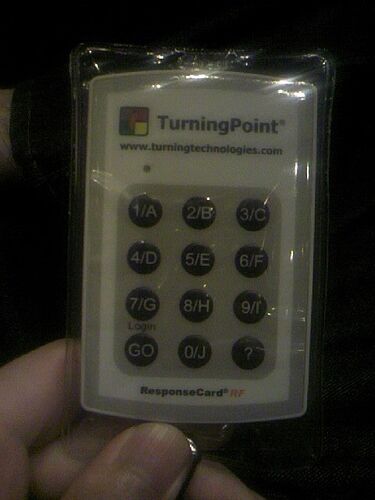 TurningPoint®
www.turningtechnologies.com
1/A 2/B 3/C
4/D 5/E 6/F
7/G 8/H 9/I
Login
GO 0/J ?
ResponseCard® RF